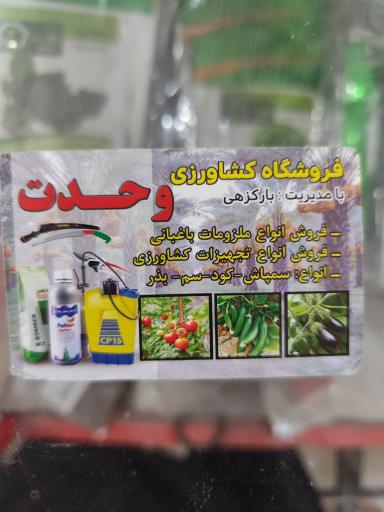 فروشگاه کشاورزی
وحدت
با مدیریت : بارکزهی
_ فروش انواع ملزومات باغبانی
_ فروش انواع تجهیزات کشاورزی
_ انواع: سمپاش -کود-سم- بذر
BOMBER
CP15